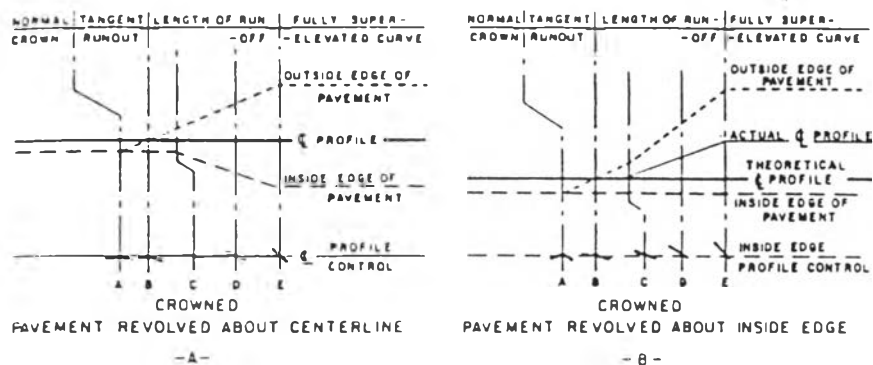 NORMAL TANGENT LENGTH OF RUN- FULLY SUPER-
CROWN RUNOUT -OFF -ELEVATED CURVE
OUTSIDE EDGE OF
PAVEMENT
℄ PROFILE
INSIDE EDGE OF
PAVEMENT
℄ PROFILE
CONTROL
A B C D E
CROWNED
PAVEMENT REVOLVED ABOUT CENTERLINE
-A-
NORMAL TANGENT LENGTH OF RUN- FULLY SUPER-
CROWN RUNOUT -OFF -ELEVATED CURVE
OUTSIDE EDGE OF
PAVEMENT
ACTUAL ℄ PROFILE
THEORETICAL
℄ PROFILE
INSIDE EDGE OF
PAVEMENT
INSIDE EDGE
PROFILE CONTROL
A B C D E
CROWNED
PAVEMENT REVOLVED ABOUT INSIDE EDGE
-B-